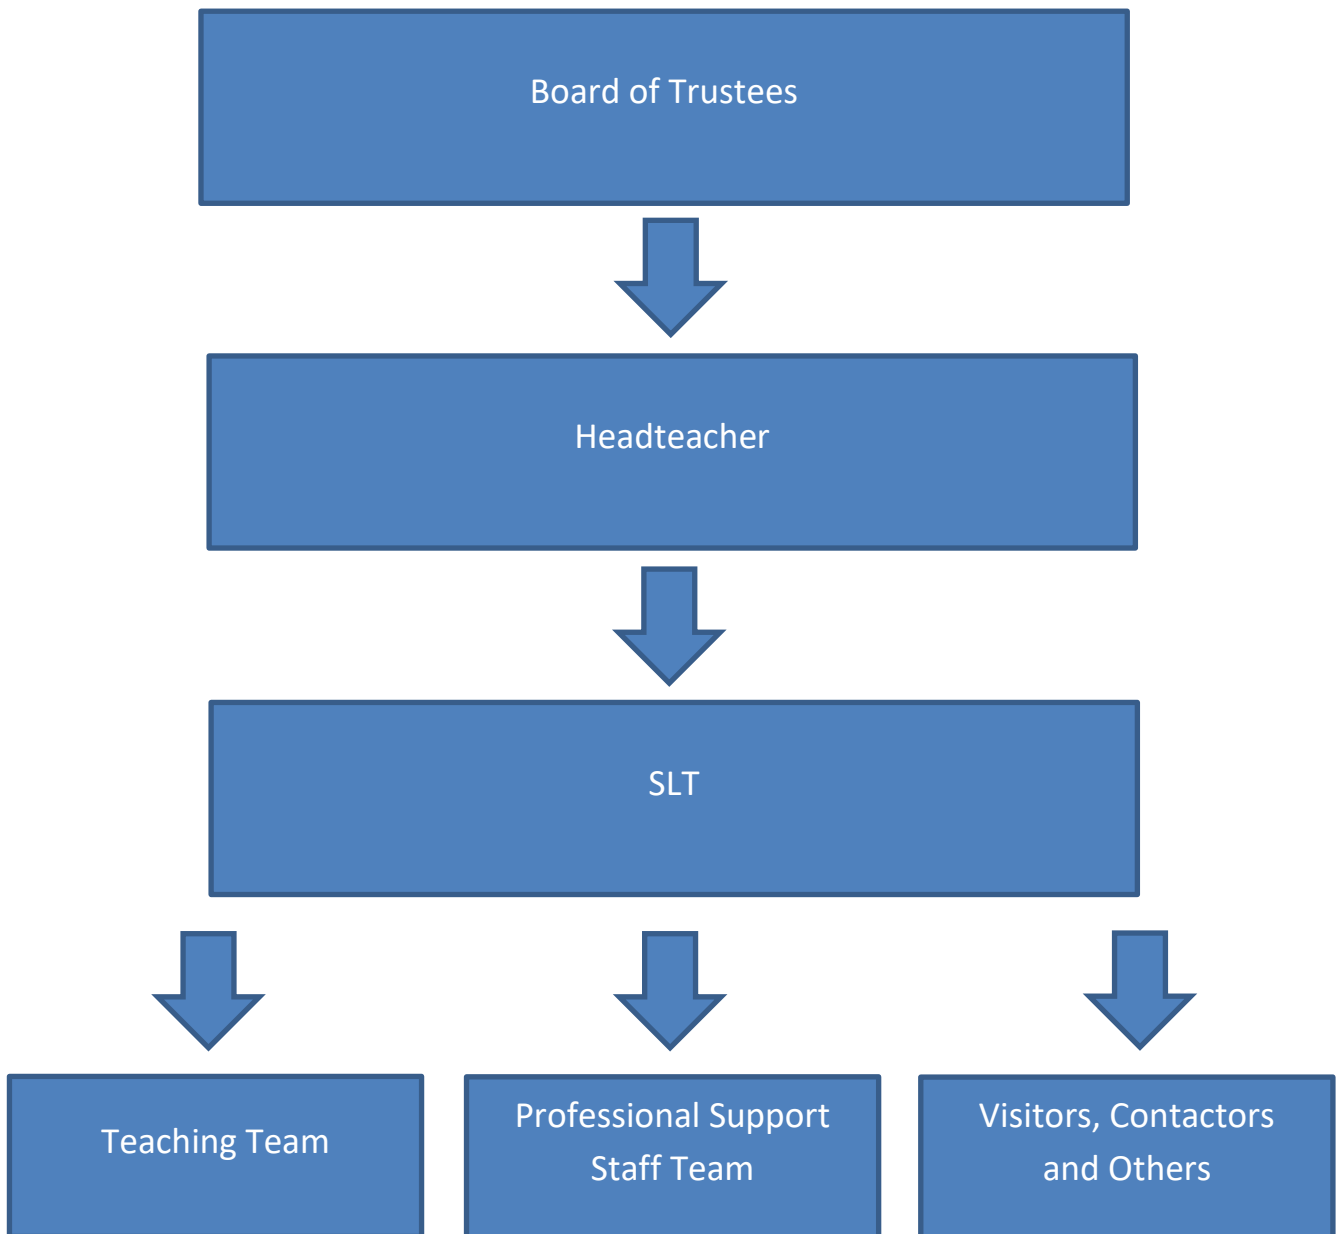 Board of Trustees
Headteacher
SLT
Teaching Team
Professional Support
Staff Team
Visitors, Contactors
and Others